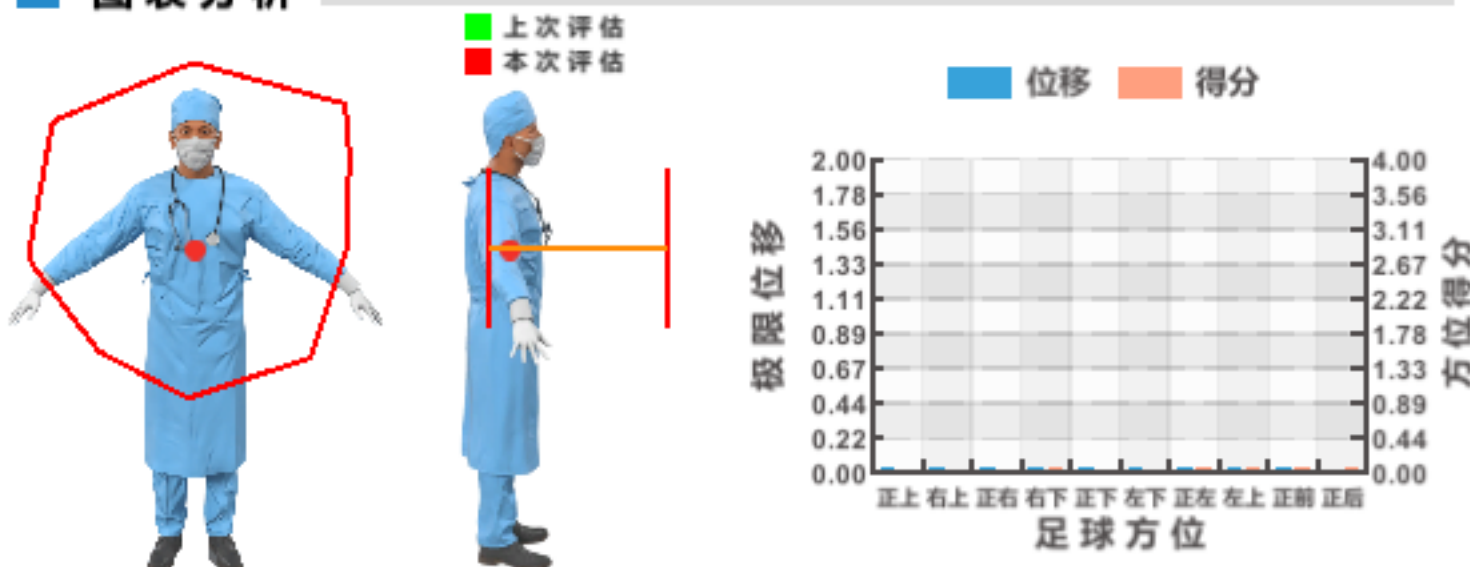 图表分析
上次评估
本次评估
位移 得分
极限位移
2.00
1.78
1.56
1.33
1.11
0.89
0.67
0.44
0.22
0.00
4.00
3.56
3.11
2.67
2.22
1.78
1.33
0.89
0.44
0.00
方位得分
正上 右上 正右 右下 正下 左下 正左 左上 正前 正后
足球方位